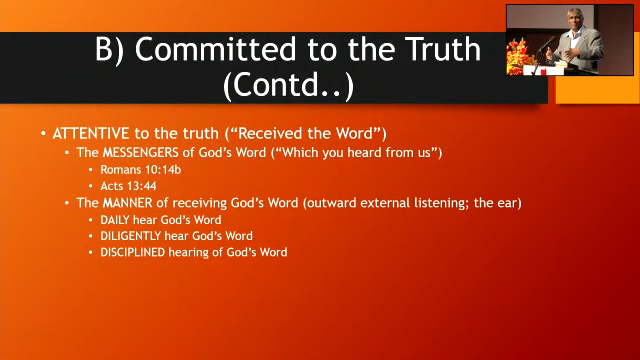 B) Committed to the Truth
(Contd..)
• ATTENTIVE to the truth (“Received the Word”)
• The MESSENGERS of God’s Word (“Which you heard from us”)
• Romans 10:14b
• Acts 13:44
• The MANNER of receiving God’s Word (outward external listening; the ear)
• DAILY hear God’s Word
• DILIGENTLY hear God’s Word
• DISCIPLINED hearing of God’s Word